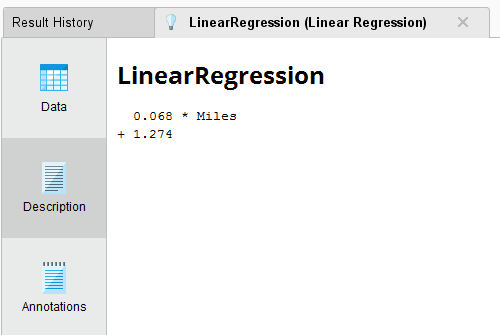 Result History
LinearRegression (Linear Regression)
LinearRegression
Data
0.068 * Miles
+ 1.274
Description
Annotations